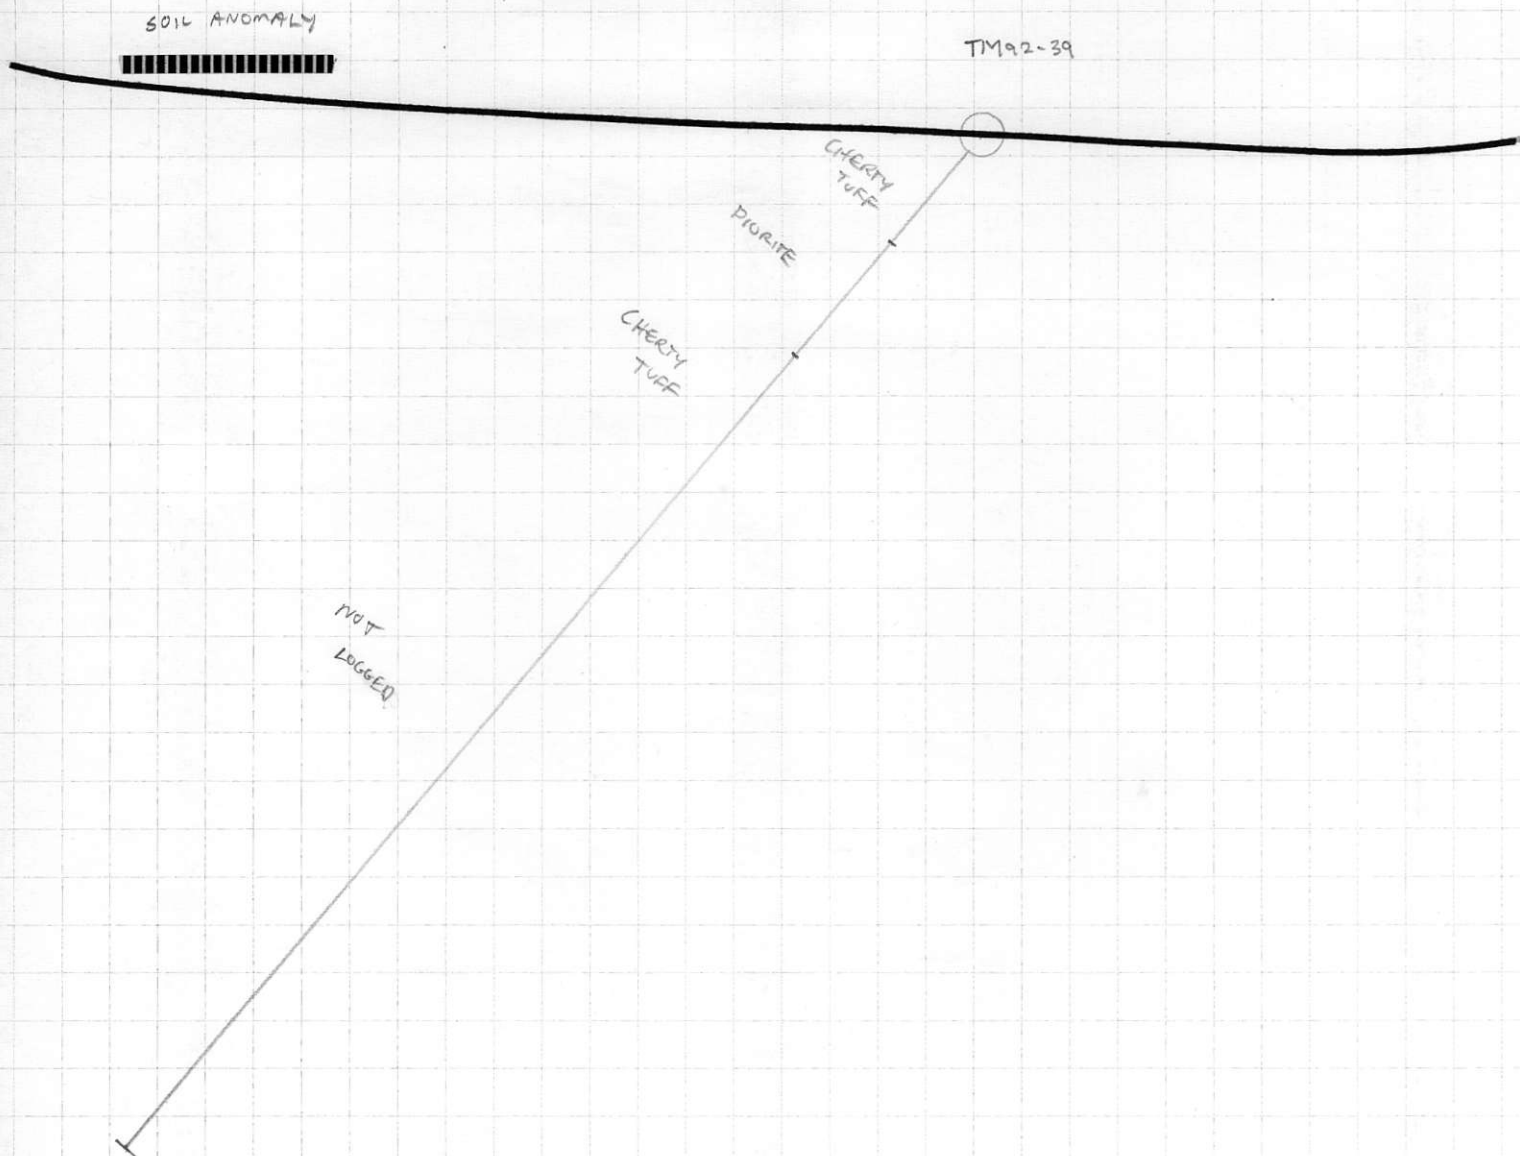 SOIL ANOMALY
TM92-39
CHERTY
TUFF
DIORITE
CHERTY
TUFF
NOT
LOGGED